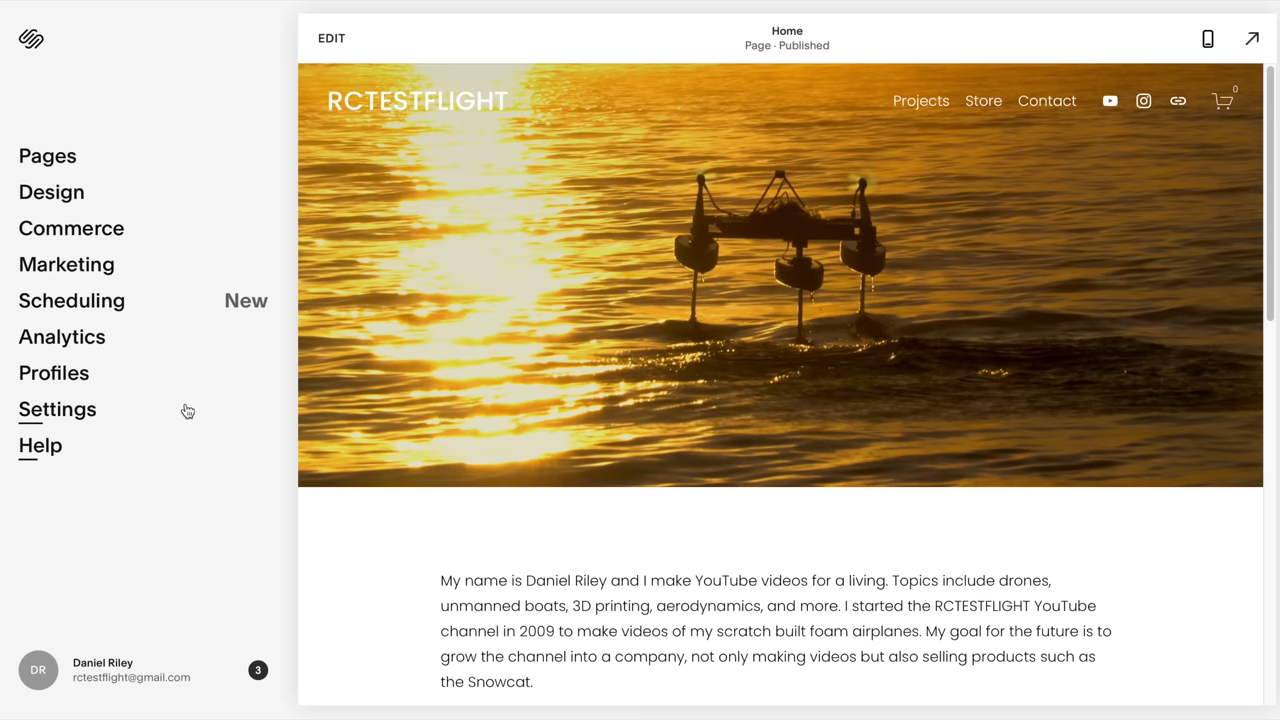 EDIT
Home
Page · Published
RCTESTFLIGHT
Projects Store Contact
0
Pages
Design
Commerce
Marketing
Scheduling New
Analytics
Profiles
Settings
Help
My name is Daniel Riley and I make YouTube videos for a living. Topics include drones,
unmanned boats, 3D printing, aerodynamics, and more. I started the RCTESTFLIGHT YouTube
channel in 2009 to make videos of my scratch built foam airplanes. My goal for the future is to
grow the channel into a company, not only making videos but also selling products such as
the Snowcat.
DR
Daniel Riley
rctestflight@gmail.com
3